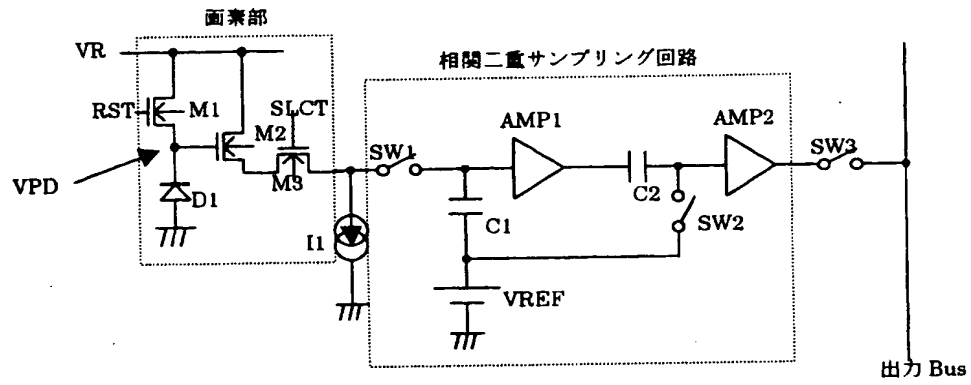 画素部
VR
相関二重サンプリング回路
RST
M1
SLCT
AMP1
AMP2
M2
SW1
SW3
VPD
M3
D1
C1
C2
SW2
I1
VREF
出力 Bus